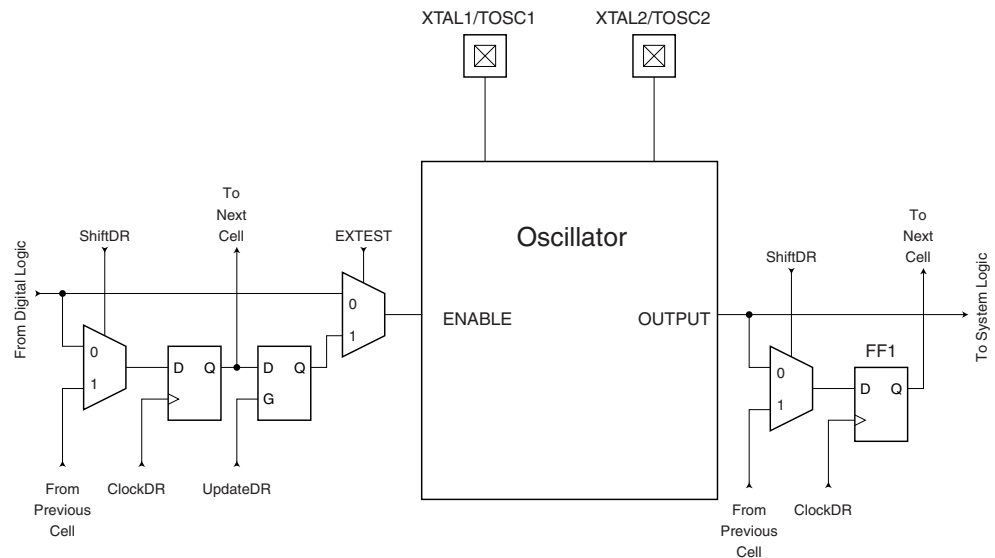 XTAL1/TOSC1
XTAL2/TOSC2
To
Next
Cell
ShiftDR
EXTEST
From Digital Logic
0
1
D Q
D Q
G
0
1
From
Previous
Cell
ClockDR
UpdateDR
Oscillator
ENABLE
OUTPUT
To
Next
Cell
ShiftDR
To System Logic
FF1
0
1
D Q
From
Previous
Cell
ClockDR